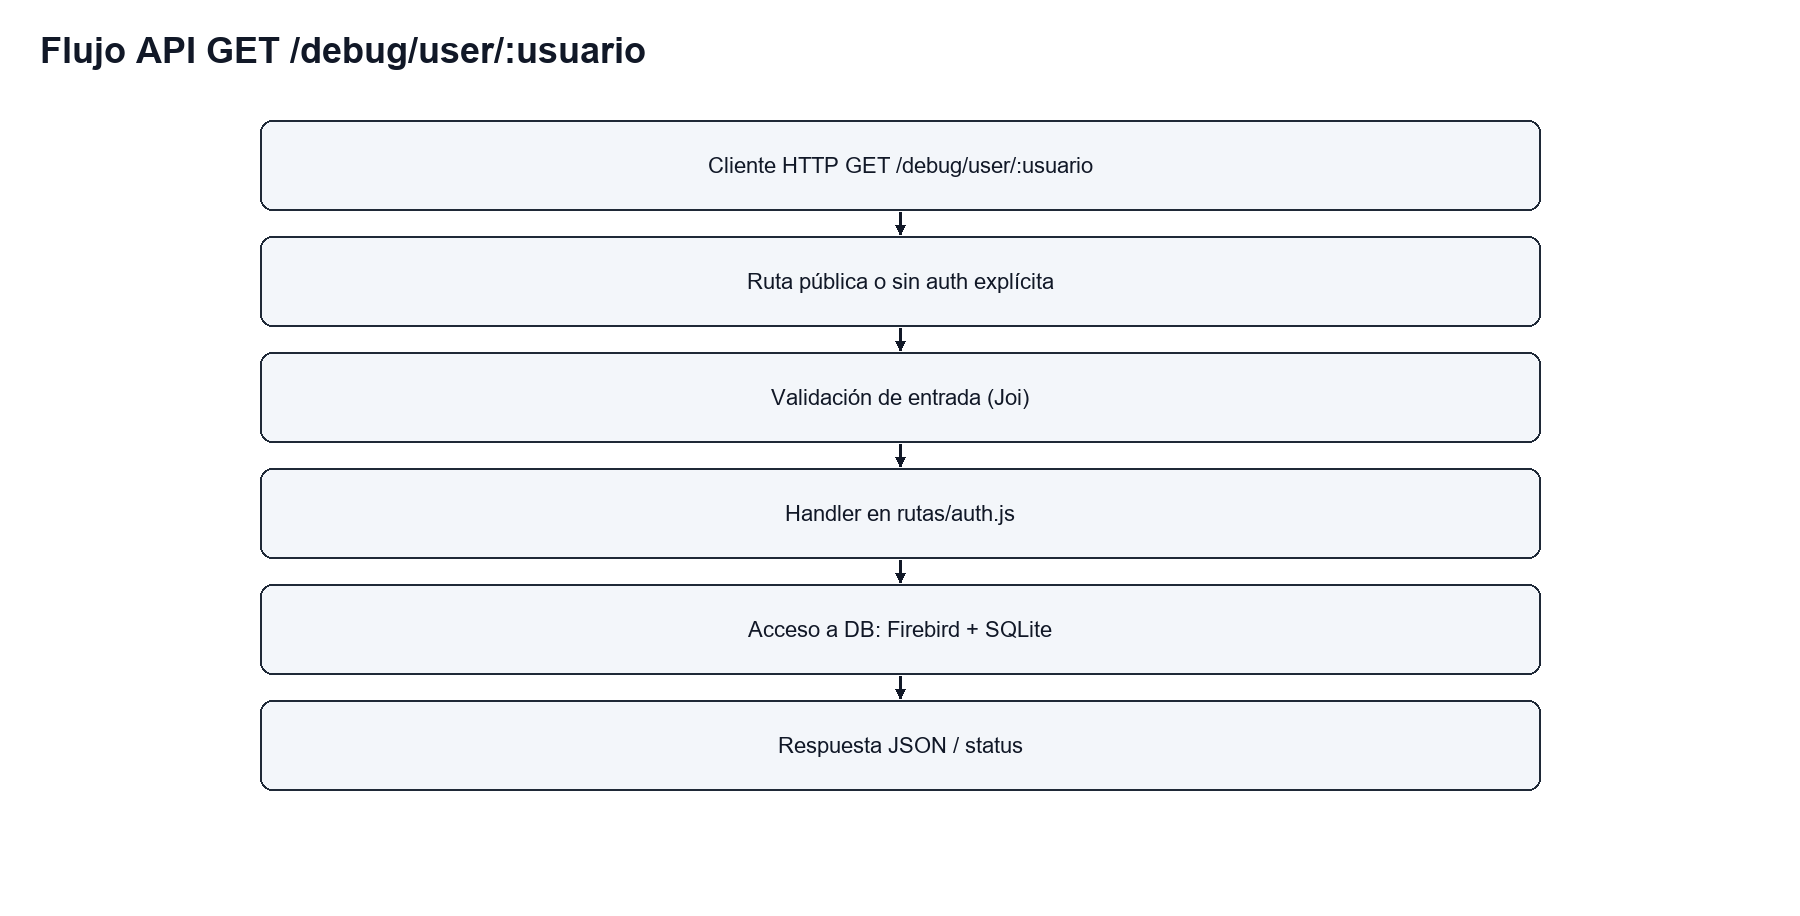 Flujo API GET /debug/user/:usuario
Cliente HTTP GET /debug/user/:usuario
Ruta pública o sin auth explícita
Validación de entrada (Joi)
Handler en rutas/auth.js
Acceso a DB: Firebird + SQLite
Respuesta JSON / status